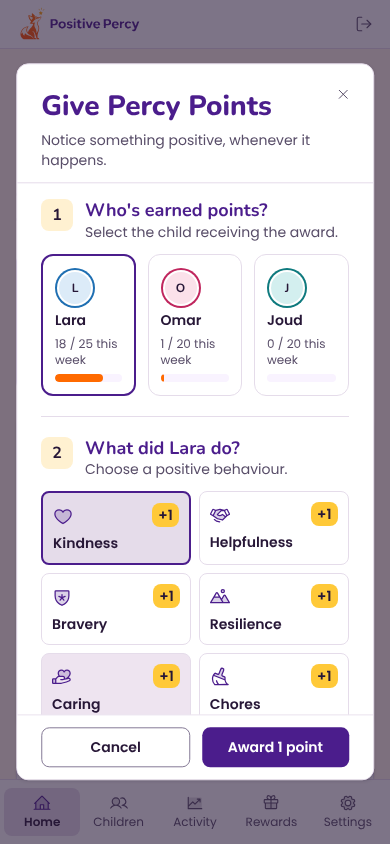 Positive Percy
Give Percy Points
Notice something positive, whenever it
happens.
1
Who's earned points?
Select the child receiving the award.
L
Lara
18 / 25 this
week
O
Omar
1 / 20 this
week
J
Joud
0 / 20 this
week
2
What did Lara do?
Choose a positive behaviour.
+1
Kindness
+1
Helpfulness
+1
Bravery
+1
Resilience
+1
Caring
+1
Chores
Cancel
Award 1 point
Home
Children
Activity
Rewards
Settings